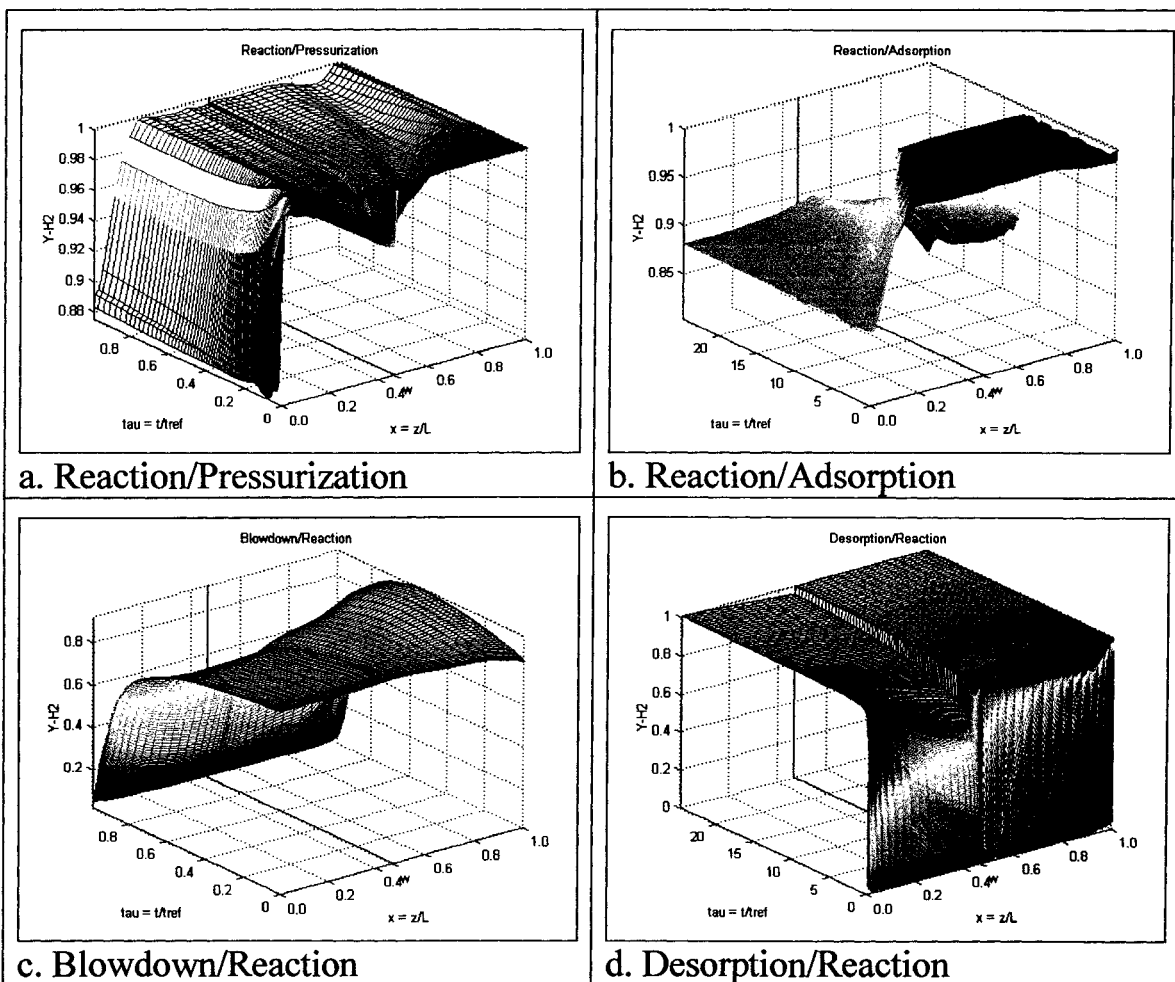 Reaction/Pressurization
1
0.98
0.96
0.94
0.92
0.9
0.88
Y-H2
0.8
0.6
0.4
0.2
0
0.0
0.2
0.4
w
0.6
0.8
1.0
tau = t/tref
x = z/L
a. Reaction/Pressurization
Reaction/Adsorption
1
0.95
0.9
0.85
Y-H2
20
15
10
5
0
0.0
0.2
0.4
w
0.6
0.8
1.0
tau = t/tref
x = z/L
b. Reaction/Adsorption
Blowdown/Reaction
0.8
0.6
0.4
0.2
Y-H2
0.8
0.6
0.4
0.2
0
0.0
0.2
0.4
w
0.6
0.8
1.0
tau = t/tref
x = z/L
c. Blowdown/Reaction
Desorption/Reaction
1
0.8
0.6
0.4
0.2
0
Y-H2
20
15
10
5
0
0.0
0.2
0.4
w
0.6
0.8
1.0
tau = t/tref
x = z/L
d. Desorption/Reaction